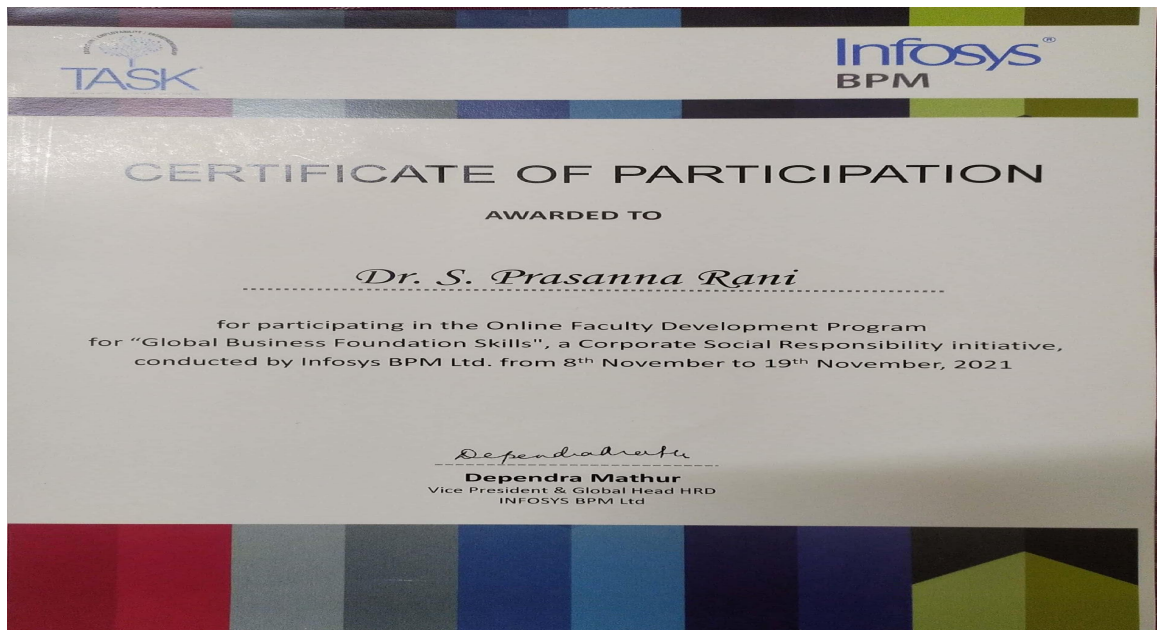 TASK
Infosys®
BPM
CERTIFICATE OF PARTICIPATION
AWARDED TO
Dr. S. Prasanna Rani
for participating in the Online Faculty Development Program
for “Global Business Foundation Skills", a Corporate Social Responsibility initiative,
conducted by Infosys BPM Ltd. from 8th November to 19th November, 2021
Dependra Mathur
Vice President & Global Head HRD
INFOSYS BPM Ltd